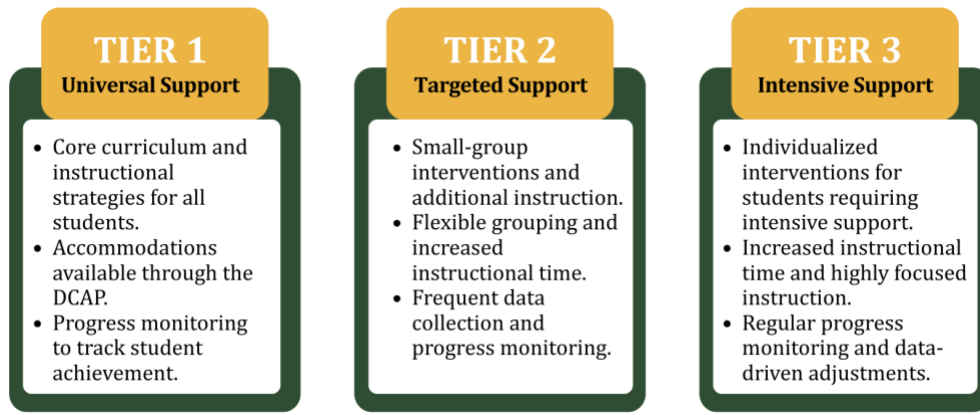 TIER 1
Universal Support
• Core curriculum and
instructional
strategies for all
students.
• Accommodations
available through the
DCAP.
• Progress monitoring
to track student
achievement.
TIER 2
Targeted Support
• Small-group
interventions and
additional instruction.
• Flexible grouping and
increased
instructional time.
• Frequent data
collection and
progress monitoring.
TIER 3
Intensive Support
• Individualized
interventions for
students requiring
intensive support.
• Increased instructional
time and highly focused
instruction.
• Regular progress
monitoring and data-
driven adjustments.